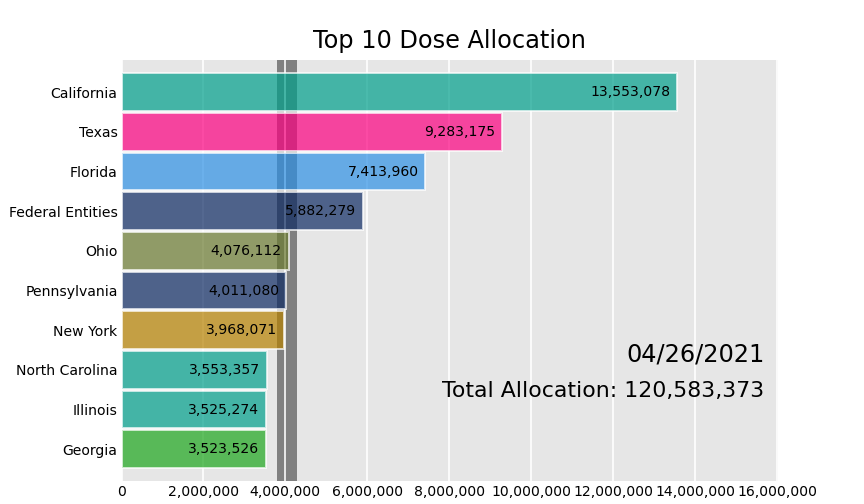 Top 10 Dose Allocation
California 13,553,078
Texas 9,283,175
Florida 7,413,960
Federal Entities 5,882,279
Ohio 4,076,112
Pennsylvania 4,011,080
New York 3,968,071
04/26/2021
North Carolina 3,553,357
Total Allocation: 120,583,373
Illinois 3,525,274
Georgia 3,523,526
0 2,000,000 4,000,000 6,000,000 8,000,000 10,000,000 12,000,000 14,000,000 16,000,000